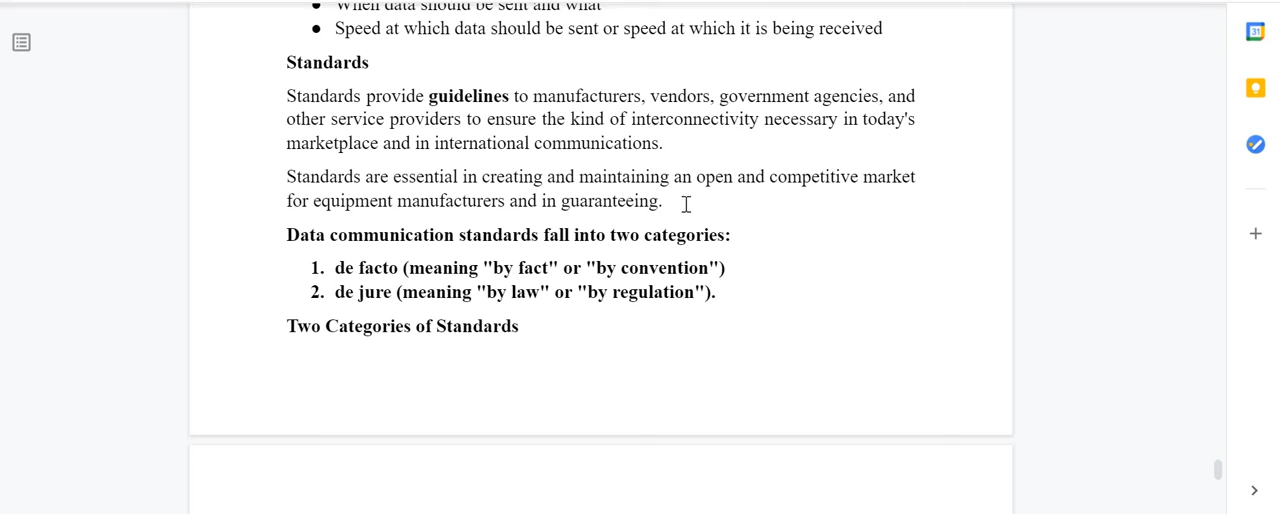 ● When data should be sent and what
● Speed at which data should be sent or speed at which it is being received
Standards
Standards provide guidelines to manufacturers, vendors, government agencies, and
other service providers to ensure the kind of interconnectivity necessary in today's
marketplace and in international communications.
Standards are essential in creating and maintaining an open and competitive market
for equipment manufacturers and in guaranteeing.
Data communication standards fall into two categories:
1. de facto (meaning "by fact" or "by convention")
2. de jure (meaning "by law" or "by regulation").
Two Categories of Standards
31